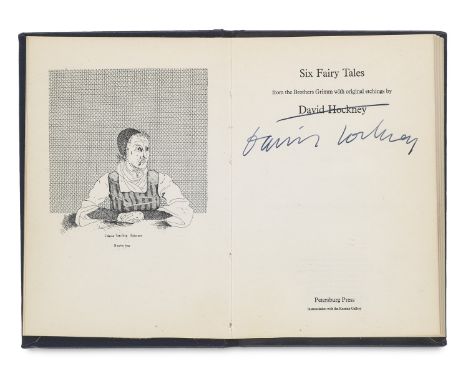 Six Fairy Tales
from the Brothers Grimm with original etchings by
David Hockney
David Hockney
Petersburg Press
in association with the Kasmin Gallery